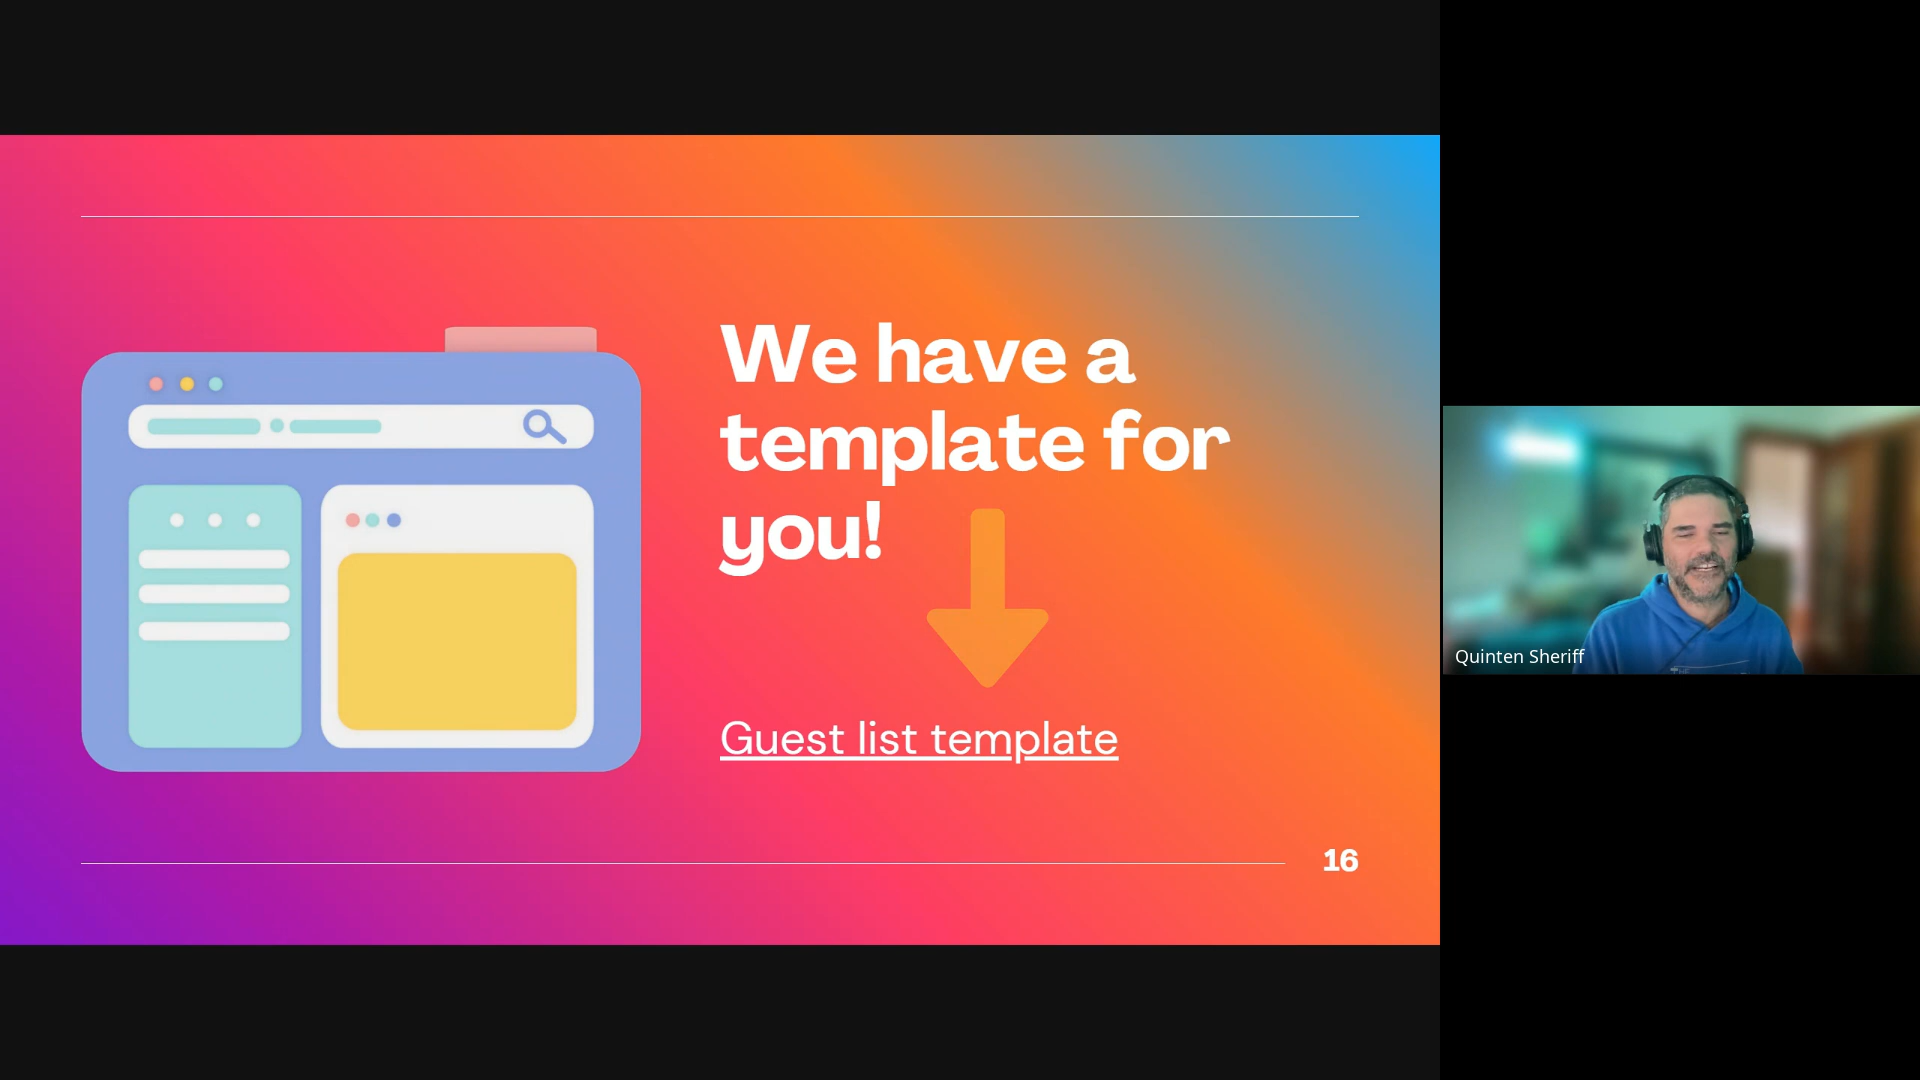 We have a
template for
you!
Guest list template
16
Quinten Sheriff